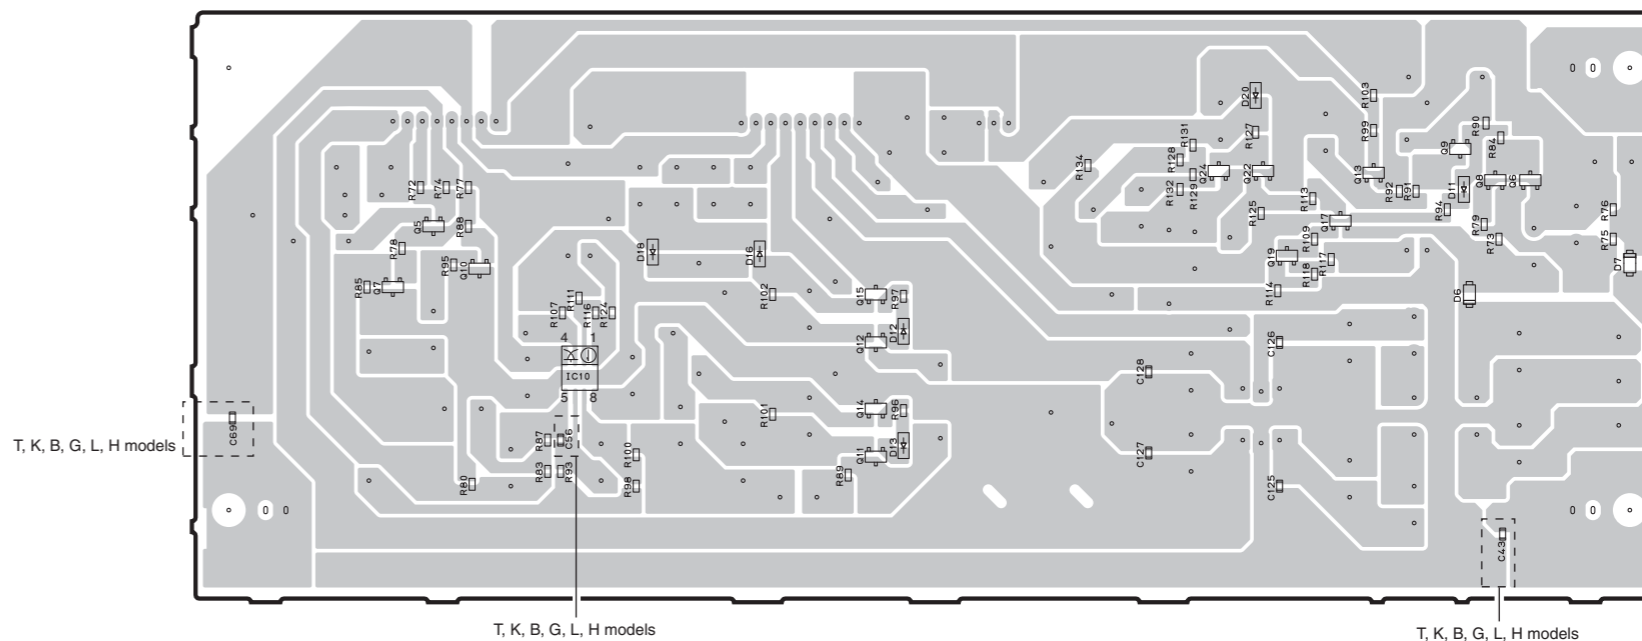 D20
R103
R127
R99
R90
R131
R84
Q9
R134
R128
Q24
Q22
Q13
Q8
Q6
R72
R74
R77
R132
R129
R113
R92
R91
D11
R125
Q17
R94
R76
Q5
R88
R79
R78
D18
D16
R109
R73
R75
R95
Q10
Q19
R117
D7
R118
R85
Q7
R102
Q15
R97
R114
D6
R111
R107
R116
R124
4 1
D12
Q12
C126
IC10
C128
5 8
R101
Q14
R96
C69
T, K, B, G, L, H models
R87
C56
R100
Q11
D13
C127
R83
R93
R89
R80
R98
C125
C43
T, K, B, G, L, H models
T, K, B, G, L, H models